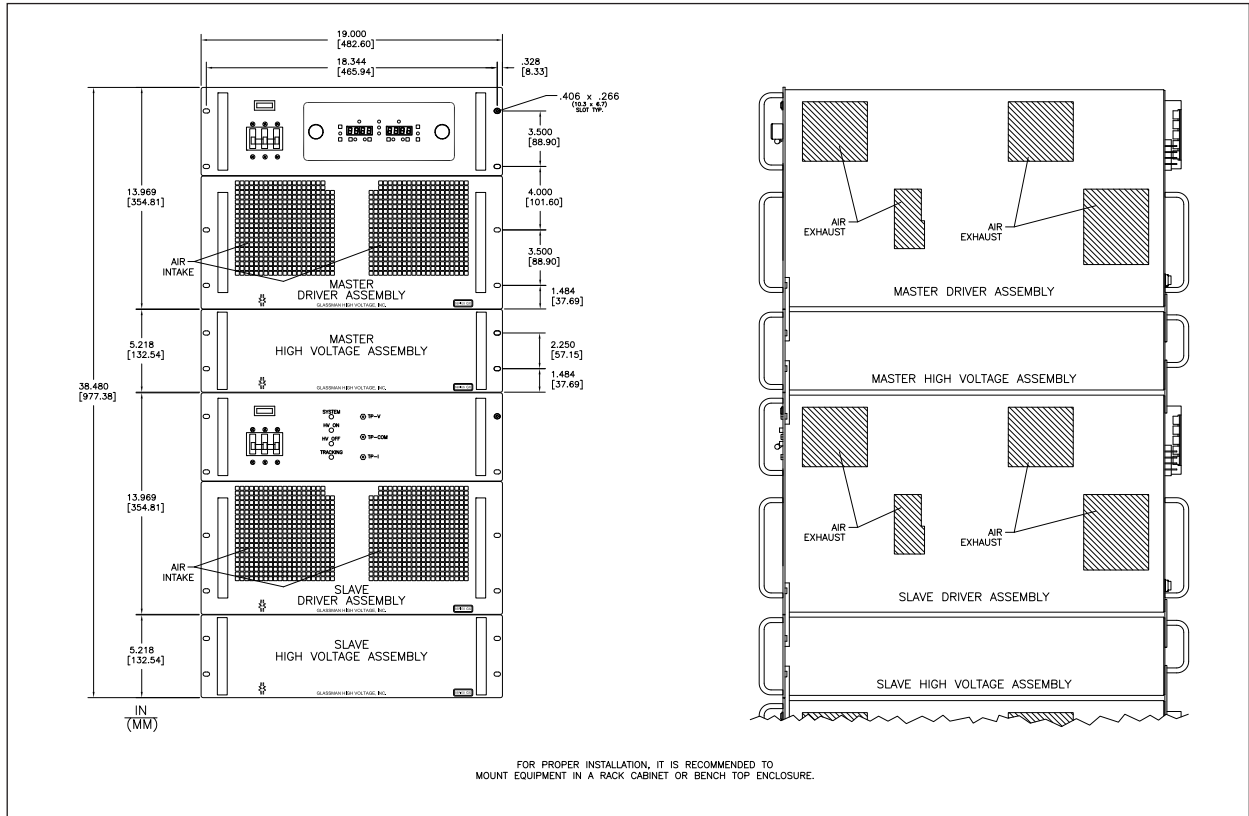 19.000
[482.60]
18.344
[465.94]
.328
[8.33]
.406 x .266
(10.3 x 6.7)
SLOT TYP.
3.500
[88.90]
13.969
[354.81]
4.000
[101.60]
AIR
INTAKE
3.500
[88.90]
MASTER
DRIVER ASSEMBLY
GLASSMAN HIGH VOLTAGE, INC.
1.484
[37.69]
5.218
[132.54]
MASTER
HIGH VOLTAGE ASSEMBLY
GLASSMAN HIGH VOLTAGE, INC.
2.250
[57.15]
1.484
[37.69]
38.480
[977.38]
SYSTEM
HV ON
HV OFF
TRACKING
TP-V
TP-COM
TP-I
13.969
[354.81]
AIR
INTAKE
SLAVE
DRIVER ASSEMBLY
GLASSMAN HIGH VOLTAGE, INC.
5.218
[132.54]
SLAVE
HIGH VOLTAGE ASSEMBLY
GLASSMAN HIGH VOLTAGE, INC.
IN
(MM)
AIR
EXHAUST
AIR
EXHAUST
MASTER DRIVER ASSEMBLY
MASTER HIGH VOLTAGE ASSEMBLY
AIR
EXHAUST
AIR
EXHAUST
SLAVE DRIVER ASSEMBLY
SLAVE HIGH VOLTAGE ASSEMBLY
FOR PROPER INSTALLATION, IT IS RECOMMENDED TO
MOUNT EQUIPMENT IN A RACK CABINET OR BENCH TOP ENCLOSURE.